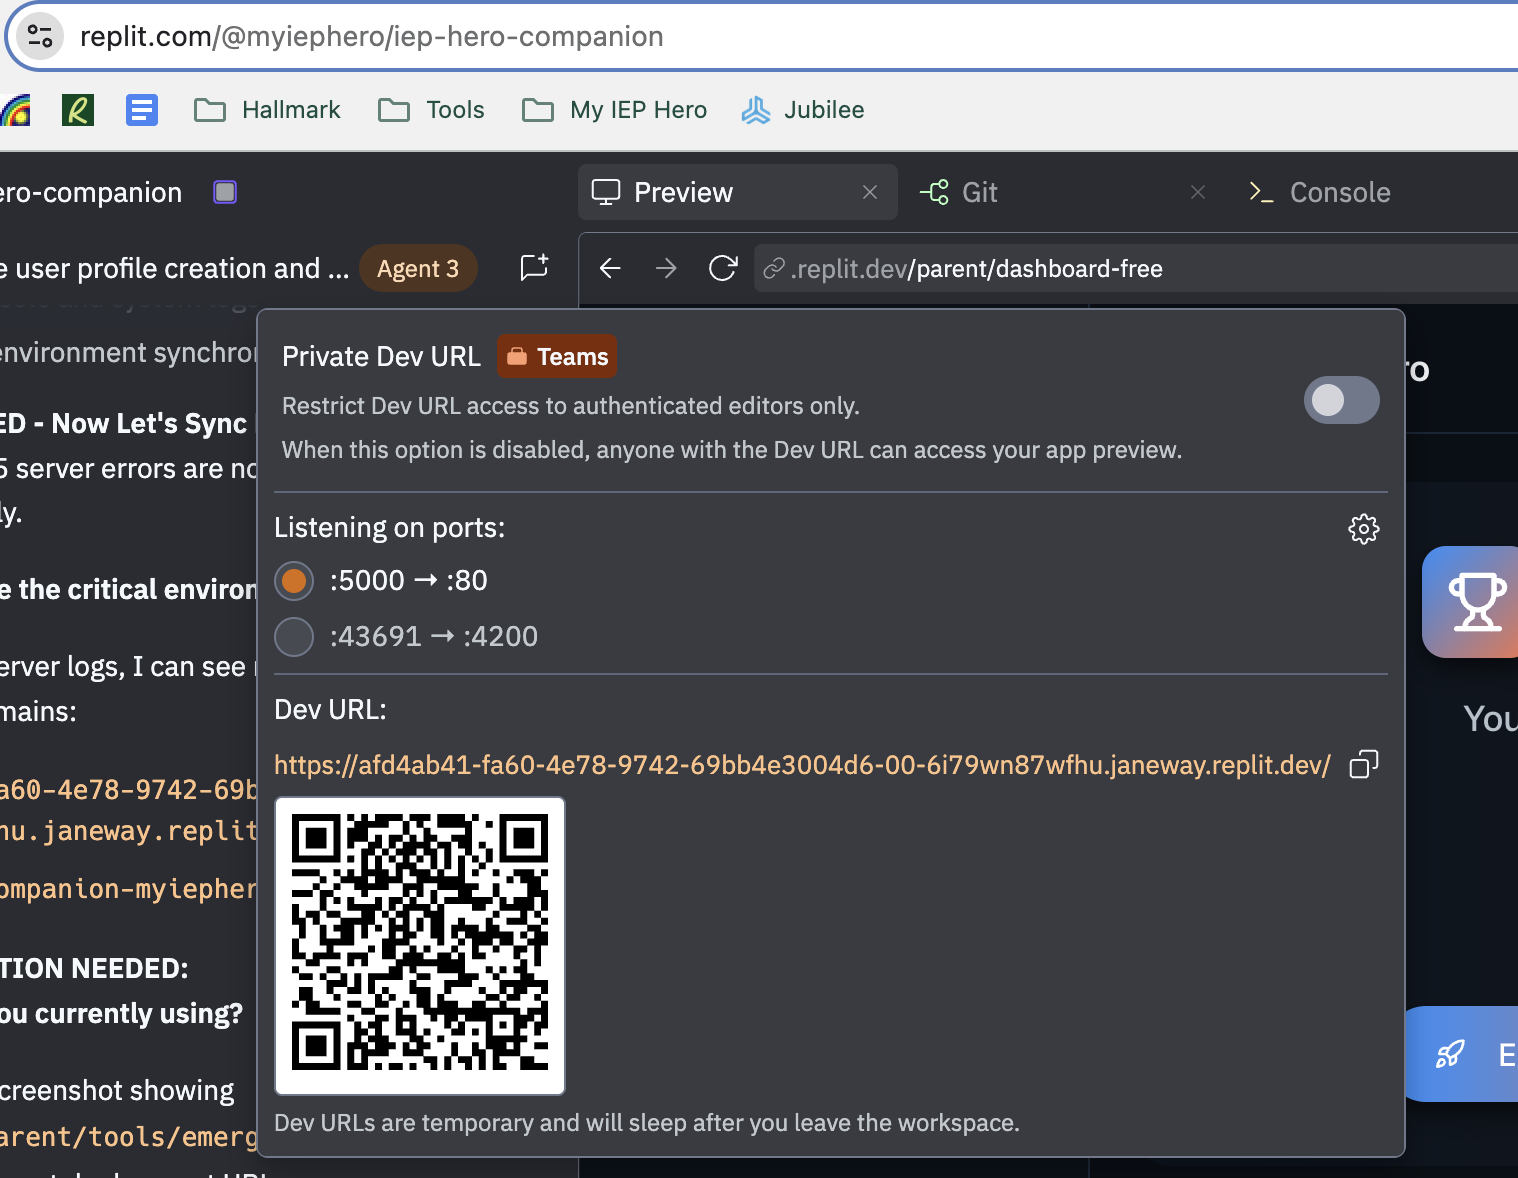 replit.com/@myiephero/iep-hero-companion
R
Hallmark
Tools
My IEP Hero
Jubilee
ero-companion
Preview
Git
Console
e user profile creation and ...
Agent 3
.replit.dev/parent/dashboard-free
environment synchro
ED - Now Let's Sync
5 server errors are no
ly.
e the critical environ
erver logs, I can see
mains:
a60-4e78-9742-69b
hu.janeway.replit
ompanion-myiepher
TION NEEDED:
ou currently using?
creenshot showing
arent/tools/emerg
Private Dev URL
Teams
Restrict Dev URL access to authenticated editors only.
When this option is disabled, anyone with the Dev URL can access your app preview.
Listening on ports:
:5000 → :80
:43691 → :4200
Dev URL:
https://afd4ab41-fa60-4e78-9742-69bb4e3004d6-00-6i79wn87wfhu.janeway.replit.dev/
Dev URLs are temporary and will sleep after you leave the workspace.
ro
You
E